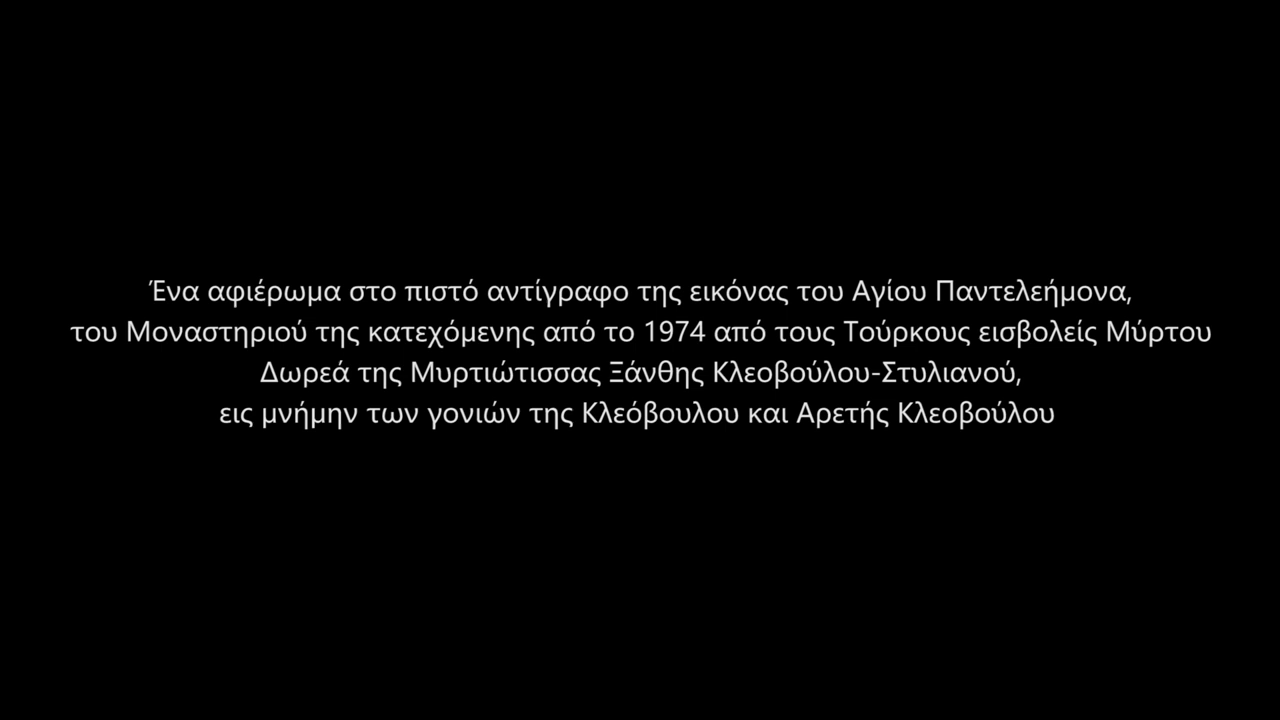 Ένα αφιέρωμα στο πιστό αντίγραφο της εικόνας του Αγίου Παντελεήμονα,
του Μοναστηριού της κατεχόμενης από το 1974 από τους Τούρκους εισβολείς Μύρτου
Δωρεά της Μυρτιώτισσας Ξάνθης Κλεοβούλου-Στυλιανού,
εις μνήμην των γονιών της Κλεόβουλου και Αρετής Κλεοβούλου